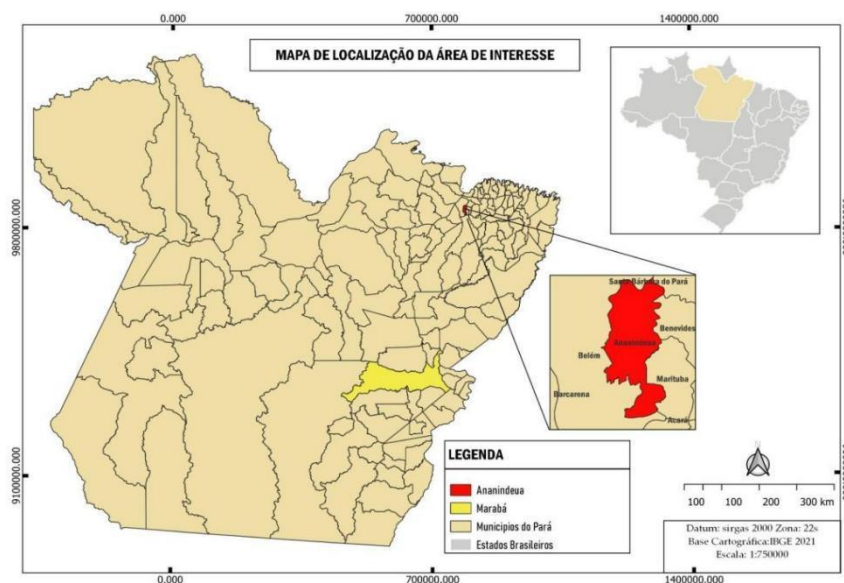 0.000
700000.000
1400000.000
MAPA DE LOCALIZAÇÃO DA ÁREA DE INTERESSE
9800000.000
Santa Bárbara do Pará
Benevides
Ananindeua
Belém
Marituba
Barcarena
Acará
LEGENDA
Ananindeua
Marabá
Municipios do Pará
Estados Brasileiros
N
100 100 200 300 km
9100000.000
Datum: sirgas 2000 Zona: 22s
Base Cartográfica:IBGE 2021
Escala: 1:750000
0.000
700000.000
1400000.000